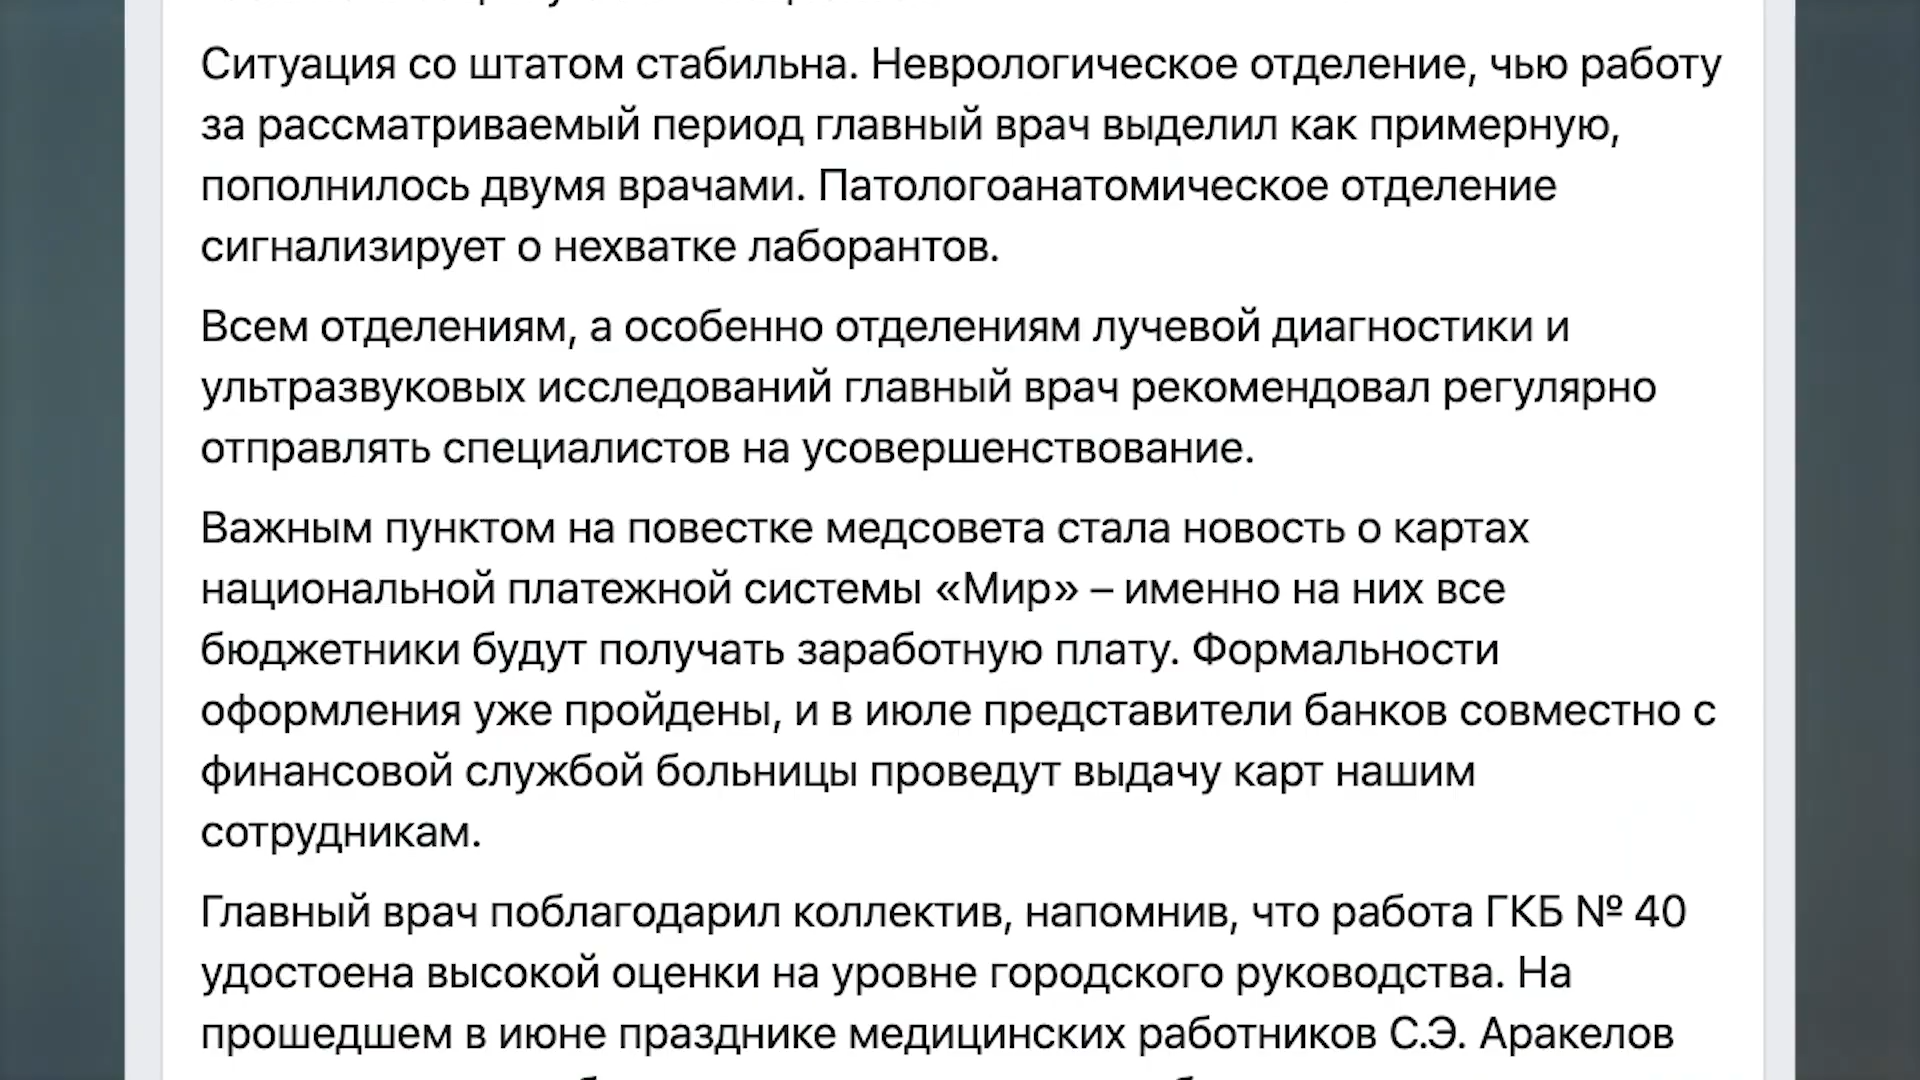 Ситуация со штатом стабильна. Неврологическое отделение, чью работу
за рассматриваемый период главный врач выделил как примерную,
пополнилось двумя врачами. Патологоанатомическое отделение
сигнализирует о нехватке лаборантов.
Всем отделениям, а особенно отделениям лучевой диагностики и
ультразвуковых исследований главный врач рекомендовал регулярно
отправлять специалистов на усовершенствование.
Важным пунктом на повестке медсовета стала новость о картах
национальной платежной системы «Мир» – именно на них все
бюджетники будут получать заработную плату. Формальности
оформления уже пройдены, и в июле представители банков совместно с
финансовой службой больницы проведут выдачу карт нашим
сотрудникам.
Главный врач поблагодарил коллектив, напомнив, что работа ГКБ № 40
удостоена высокой оценки на уровне городского руководства. На
прошедшем в июне празднике медицинских работников С.Э. Аракелов